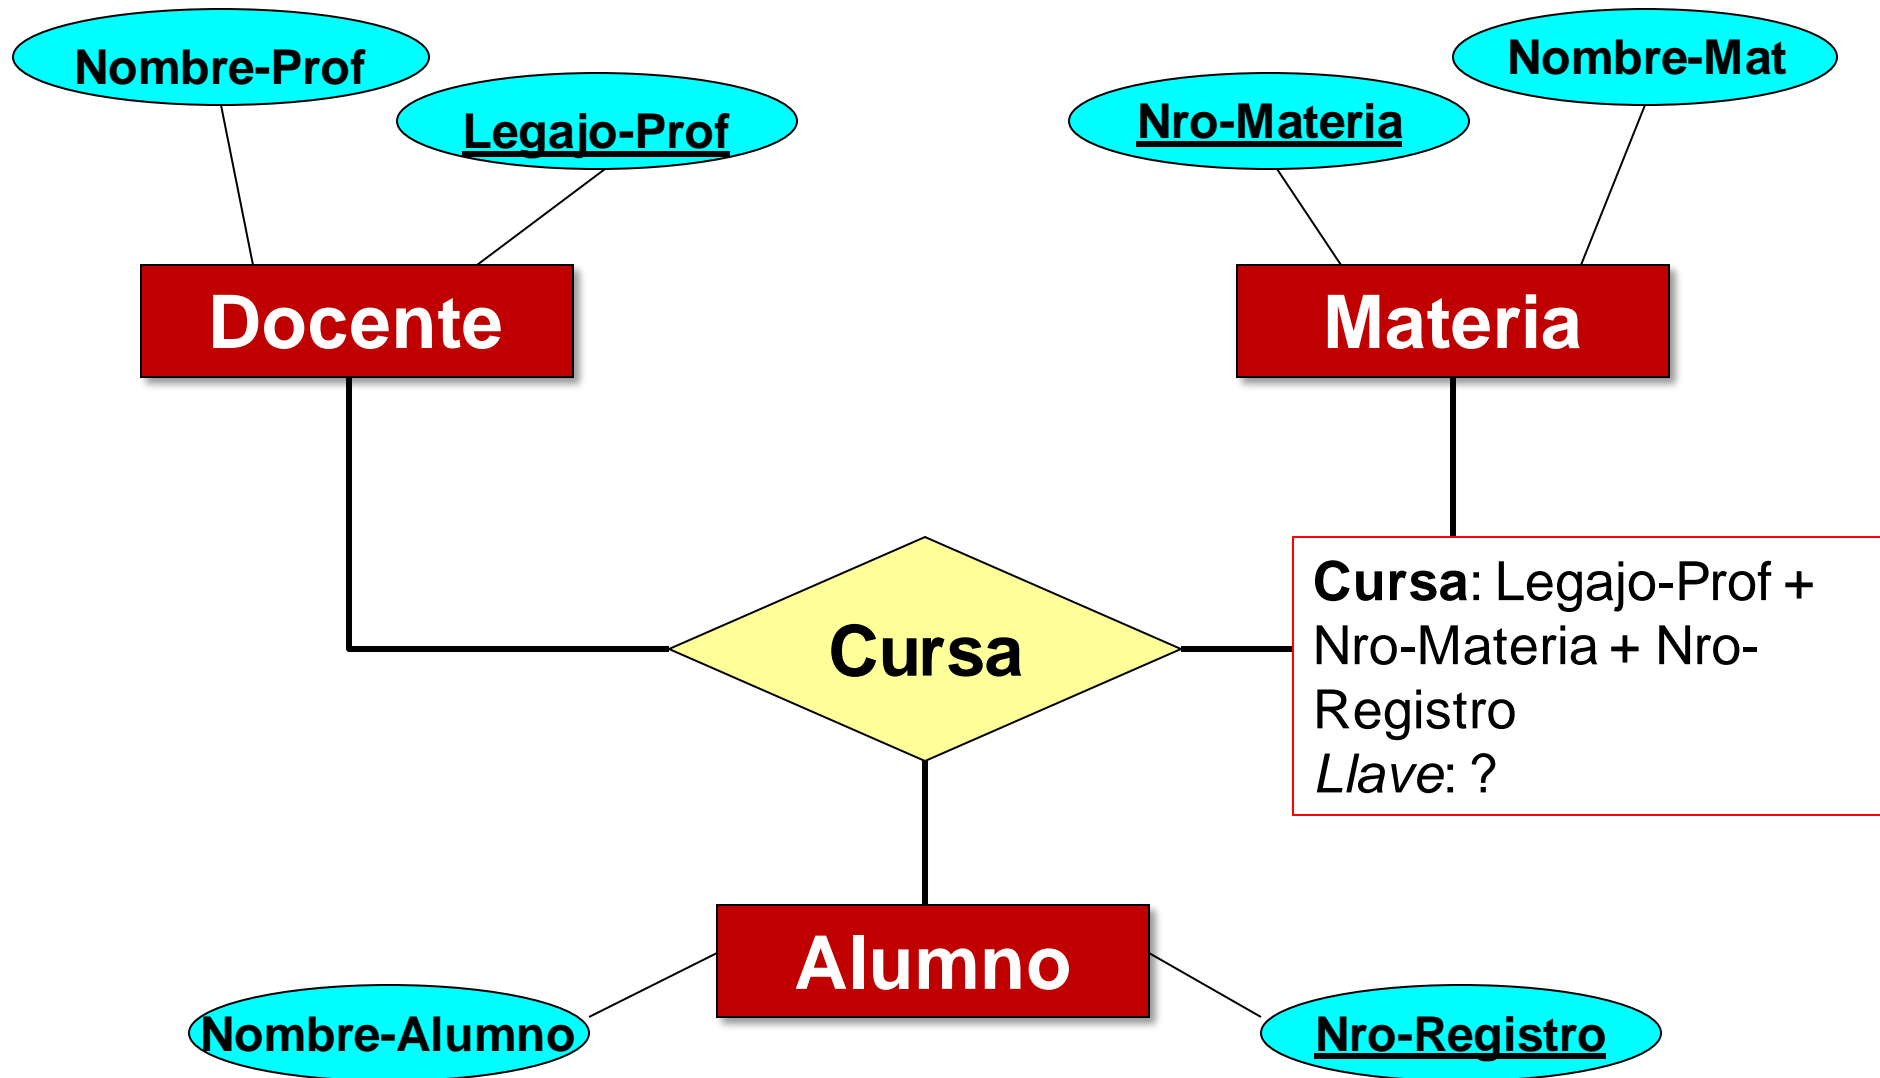 Nombre-Prof
Legajo-Prof
Nro-Materia
Nombre-Mat
Docente
Materia
Cursa
Cursa: Legajo-Prof +
Nro-Materia + Nro-
Registro
Llave: ?
Alumno
Nombre-Alumno
Nro-Registro